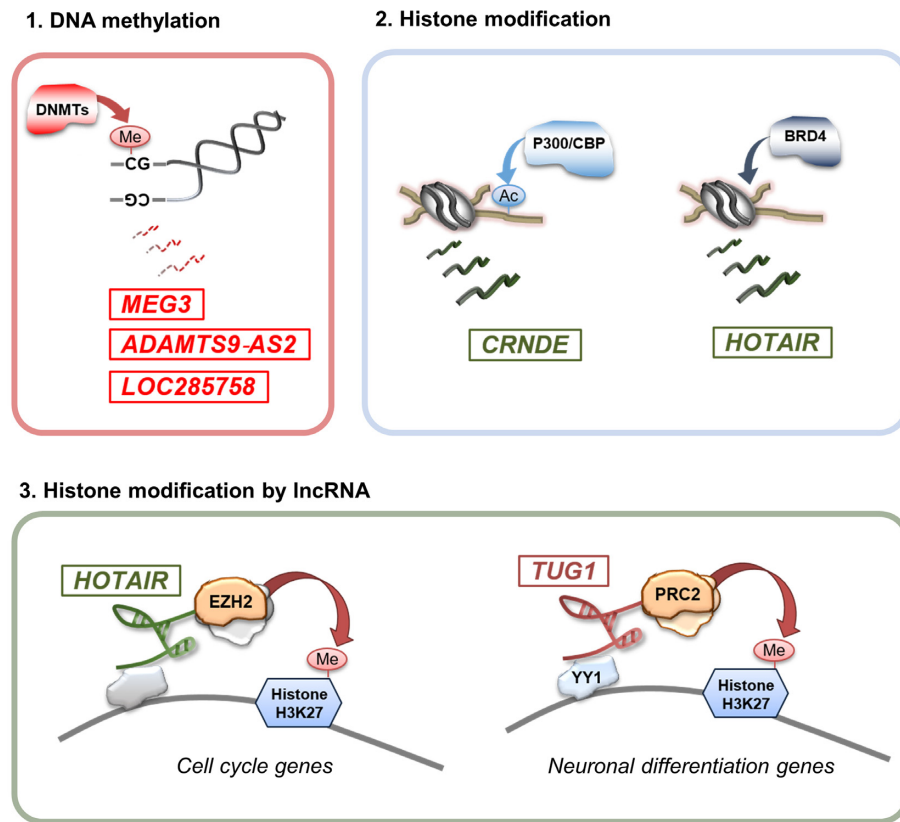 1. DNA methylation
DNMTs
Me
CG
CG
MEG3
ADAMTS9-AS2
LOC285758
2. Histone modification
P300/CBP
Ac
CRNDE
BRD4
HOTAIR
3. Histone modification by lncRNA
HOTAIR
EZH2
Me
Histone
H3K27
Cell cycle genes
TUG1
PRC2
Me
YY1
Histone
H3K27
Neuronal differentiation genes